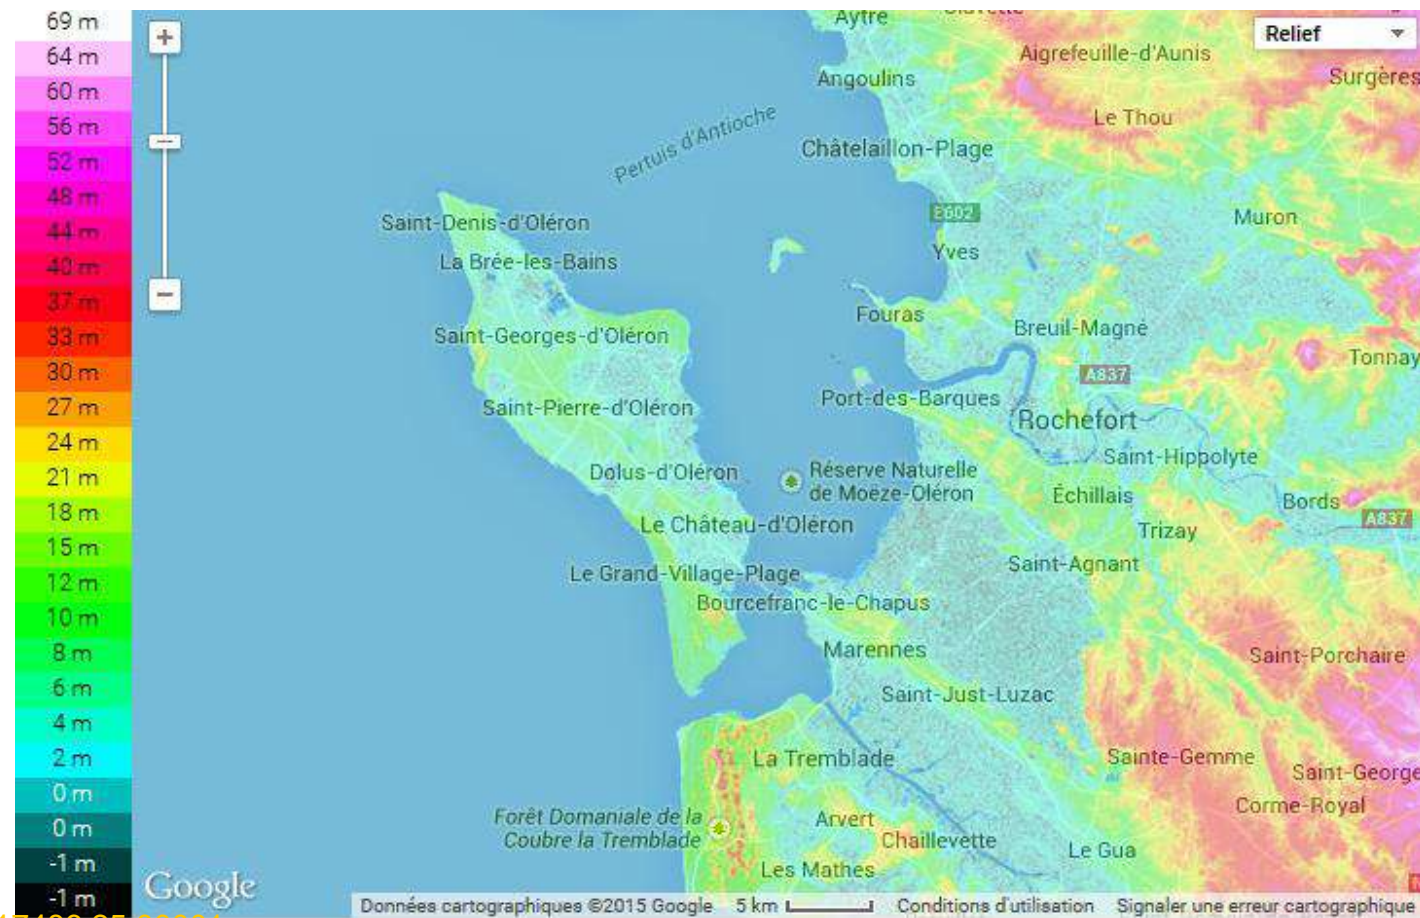 69 m
64 m
60 m
56 m
52 m
48 m
44 m
40 m
37 m
33 m
30 m
27 m
24 m
21 m
18 m
15 m
12 m
10 m
8 m
6 m
4 m
2 m
0 m
0 m
-1 m
-1 m
Relief
Aytré
Aigrefeuille-d'Aunis
Angoulins
Surgères
Le Thou
Pertuis d'Antioche
Châtelaillon-Plage
E602
Muron
Saint-Denis-d'Oléron
Yves
La Brée-les-Bains
Fouras
Breuil-Magné
Saint-Georges-d'Oléron
Tonnay
A837
Port-des-Barques
Saint-Pierre-d'Oléron
Rochefort
Saint-Hippolyte
Dolus-d'Oléron
Réserve Naturelle
de Moëze-Oléron
Échillais
Bords
A837
Le Château-d'Oléron
Trizay
Saint-Agnant
Le Grand-Village-Plage
Bourcefranc-le-Chapus
Marennes
Saint-Porchaire
Saint-Just-Luzac
La Tremblade
Sainte-Gemme
Saint-George
Corme-Royal
Forêt Domaniale de la
Coubre la Tremblade
Arvert
Chaillevette
Le Gua
Les Mathes
Google
Données cartographiques ©2015 Google
5 km
Conditions d'utilisation
Signaler une erreur cartographique